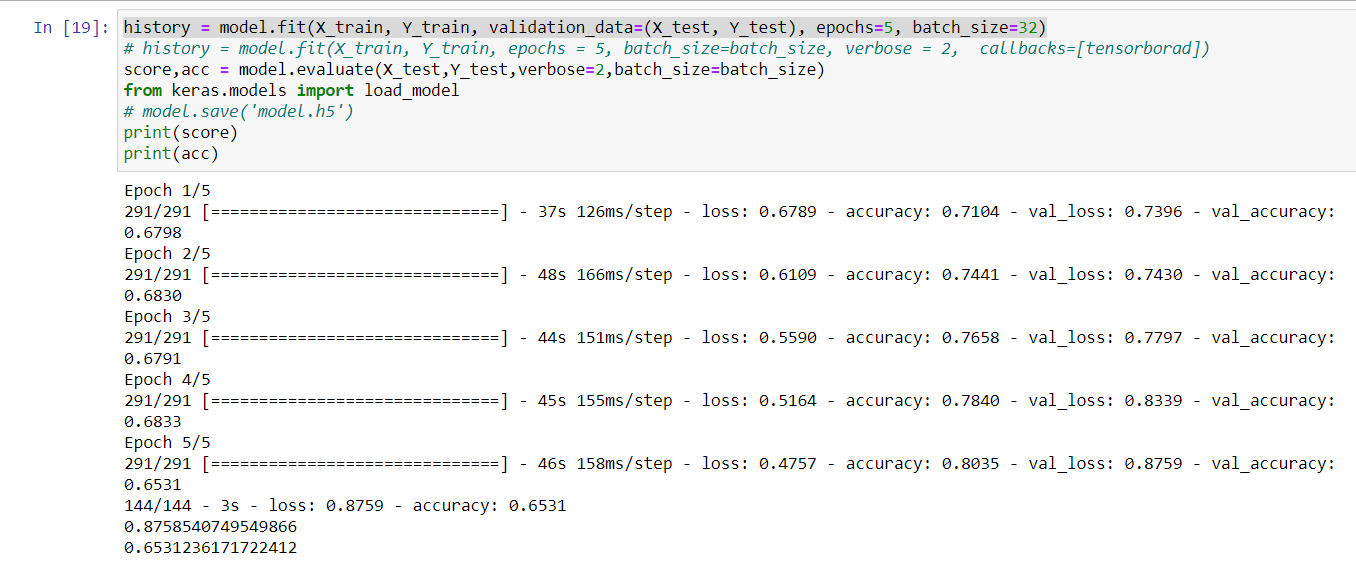 In [19]: history = model.fit(X_train, Y_train, validation_data=(X_test, Y_test), epochs=5, batch_size=32)
# history = model.fit(X_train, Y_train, epochs = 5, batch_size=batch_size, verbose = 2,  callbacks=[tensorborad])
score,acc = model.evaluate(X_test,Y_test,verbose=2,batch_size=batch_size)
from keras.models import load_model
# model.save('model.h5')
print(score)
print(acc)
Epoch 1/5
291/291 [==============================] - 37s 126ms/step - loss: 0.6789 - accuracy: 0.7104 - val_loss: 0.7396 - val_accuracy:
0.6798
Epoch 2/5
291/291 [==============================] - 48s 166ms/step - loss: 0.6109 - accuracy: 0.7441 - val_loss: 0.7430 - val_accuracy:
0.6830
Epoch 3/5
291/291 [==============================] - 44s 151ms/step - loss: 0.5590 - accuracy: 0.7658 - val_loss: 0.7797 - val_accuracy:
0.6791
Epoch 4/5
291/291 [==============================] - 45s 155ms/step - loss: 0.5164 - accuracy: 0.7840 - val_loss: 0.8339 - val_accuracy:
0.6833
Epoch 5/5
291/291 [==============================] - 46s 158ms/step - loss: 0.4757 - accuracy: 0.8035 - val_loss: 0.8759 - val_accuracy:
0.6531
144/144 - 3s - loss: 0.8759 - accuracy: 0.6531
0.8758540749549866
0.6531236171722412